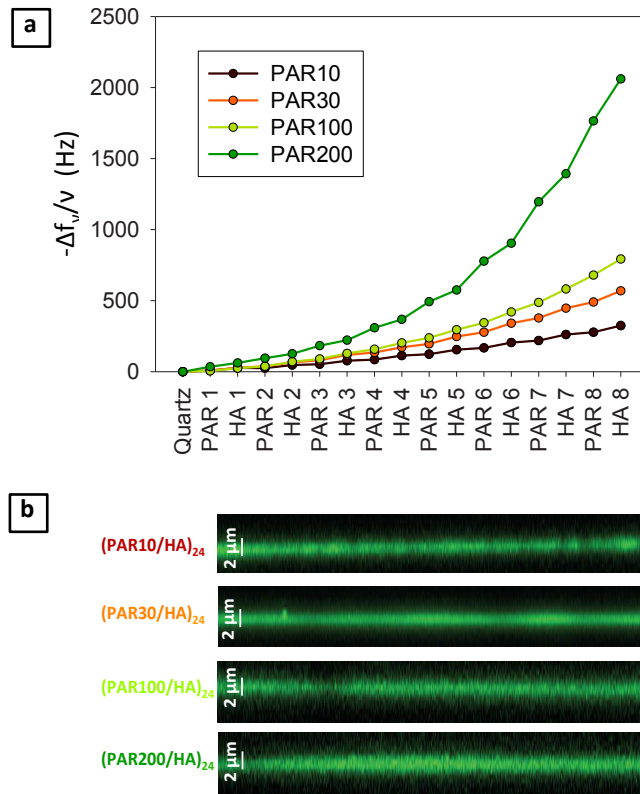 a
2500
2000
1500
1000
500
0
-Δfᵥ/ν (Hz)
PAR10
PAR30
PAR100
PAR200
Quartz
PAR 1
HA 1
PAR 2
HA 2
PAR 3
HA 3
PAR 4
HA 4
PAR 5
HA 5
PAR 6
HA 6
PAR 7
HA 7
PAR 8
HA 8
b
(PAR10/HA)₂₄
2 µm
(PAR30/HA)₂₄
2 µm
(PAR100/HA)₂₄
2 µm
(PAR200/HA)₂₄
2 µm